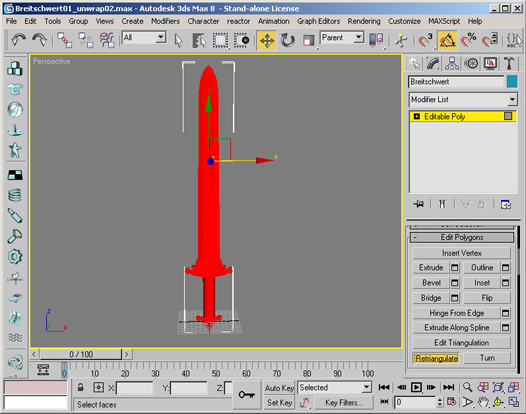 Breitschwert01_unwrap02.max - Autodesk 3ds Max 8 - Stand-alone License
File Edit Tools Group Views Create Modifiers Character reactor Animation Graph Editors Rendering Customize MAXScript Help
All
Parent
3
%
ABC
Perspective
z
x
x
Breitschwert
Modifier List
Editable Poly
Edit Polygons
Insert Vertex
Extrude Outline
Bevel Inset
Bridge Flip
Hinge From Edge
Extrude Along Spline
Edit Triangulation
Retriangulate Turn
0 / 100
0 10 20 30 40 50 60 70 80 90 100
X: Y: Z:
Auto Key Selected
Select faces
Set Key Key Filters...
0